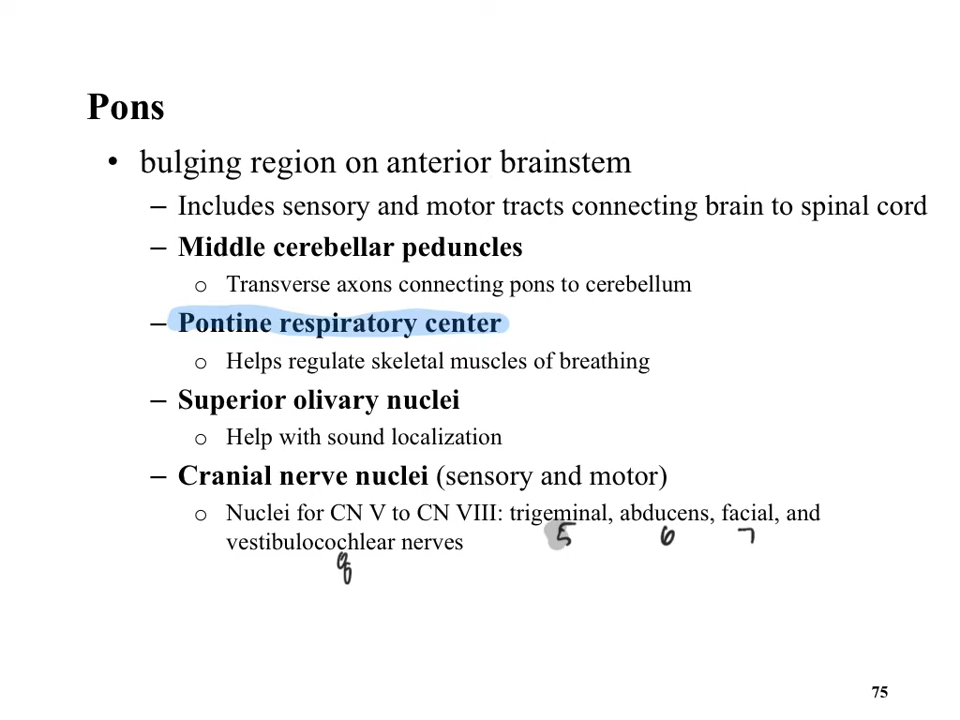 Pons
• bulging region on anterior brainstem
– Includes sensory and motor tracts connecting brain to spinal cord
– Middle cerebellar peduncles
o Transverse axons connecting pons to cerebellum
– Pontine respiratory center
o Helps regulate skeletal muscles of breathing
– Superior olivary nuclei
o Help with sound localization
– Cranial nerve nuclei (sensory and motor)
o Nuclei for CN V to CN VIII: trigeminal, abducens, facial, and
5 6 7
vestibulocochlear nerves
8
75